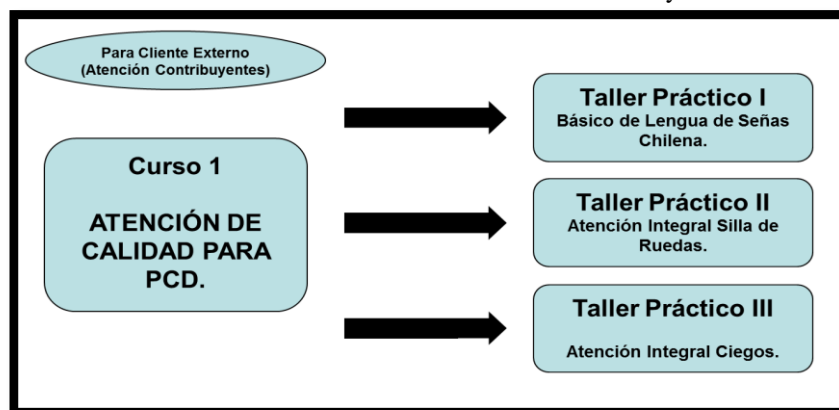 Para Cliente Externo
(Atención Contribuyentes)
Curso 1
ATENCIÓN DE
CALIDAD PARA
PCD.
Taller Práctico I
Básico de Lengua de Señas
Chilena.
Taller Práctico II
Atención Integral Silla de
Ruedas.
Taller Práctico III
Atención Integral Ciegos.